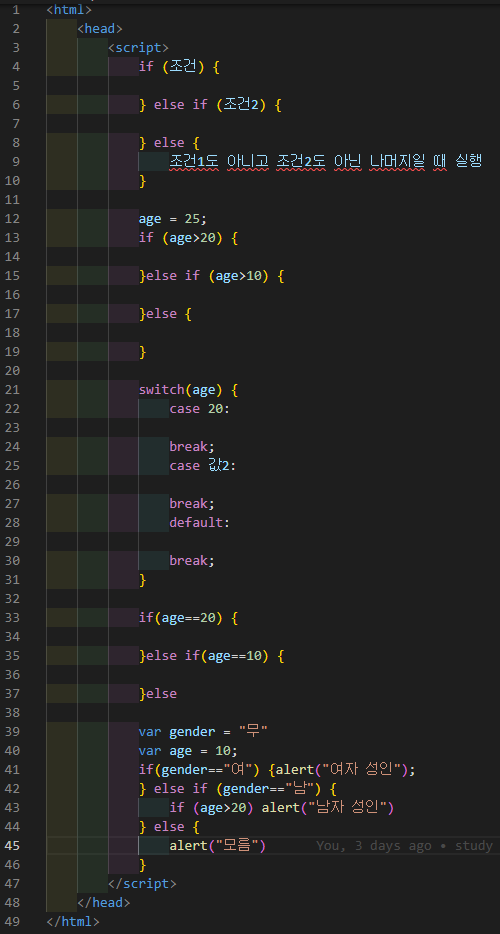 1 <html>
2 <head>
3 <script>
4 if (조건) {
5
6 } else if (조건2) {
7
8 } else {
9 조건1도 아니고 조건2도 아닌 나머지일 때 실행
10 }
11
12 age = 25;
13 if (age>20) {
14
15 }else if (age>10) {
16
17 }else {
18
19 }
20
21 switch(age) {
22 case 20:
23
24 break;
25 case 값2:
26
27 break;
28 default:
29
30 break;
31 }
32
33 if(age==20) {
34
35 }else if(age==10) {
36
37 }else
38
39 var gender = "무"
40 var age = 10;
41 if(gender=="여") {alert("여자 성인");
42 } else if (gender=="남") {
43 if (age>20) alert("남자 성인")
44 } else {
45 alert("모름") You, 3 days ago • study
46 }
47 </script>
48 </head>
49 </html>